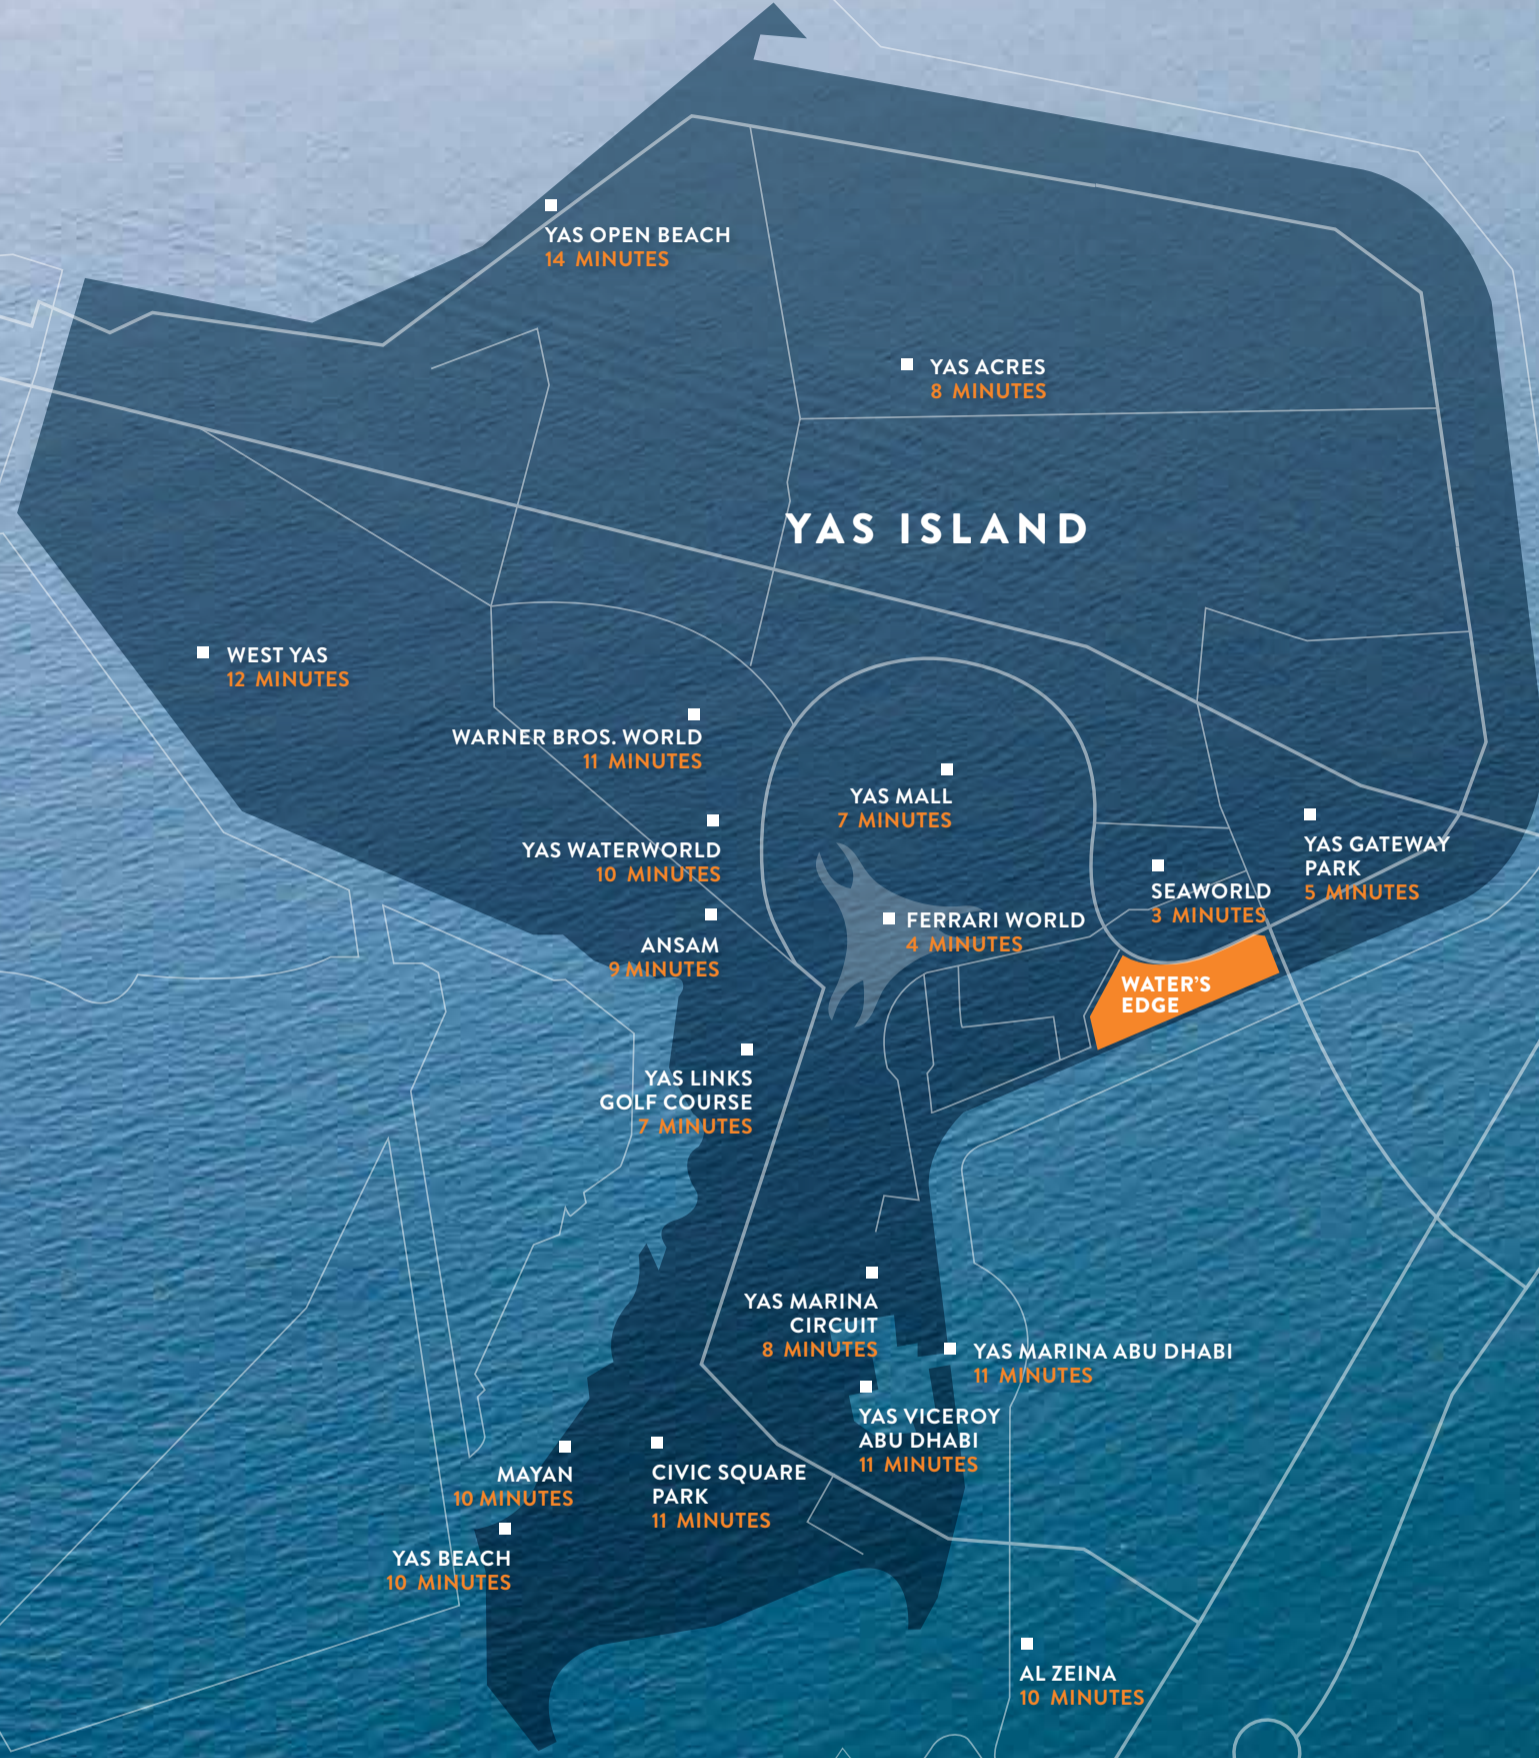 YAS OPEN BEACH
14 MINUTES
YAS ACRES
8 MINUTES
YAS ISLAND
WEST YAS
12 MINUTES
WARNER BROS. WORLD
11 MINUTES
YAS MALL
7 MINUTES
YAS WATERWORLD
10 MINUTES
YAS GATEWAY
PARK
5 MINUTES
SEAWORLD
3 MINUTES
FERRARI WORLD
4 MINUTES
ANSAM
9 MINUTES
WATER'S
EDGE
YAS LINKS
GOLF COURSE
7 MINUTES
YAS MARINA
CIRCUIT
8 MINUTES
YAS MARINA ABU DHABI
11 MINUTES
YAS VICEROY
ABU DHABI
11 MINUTES
MAYAN
10 MINUTES
CIVIC SQUARE
PARK
11 MINUTES
YAS BEACH
10 MINUTES
AL ZEINA
10 MINUTES